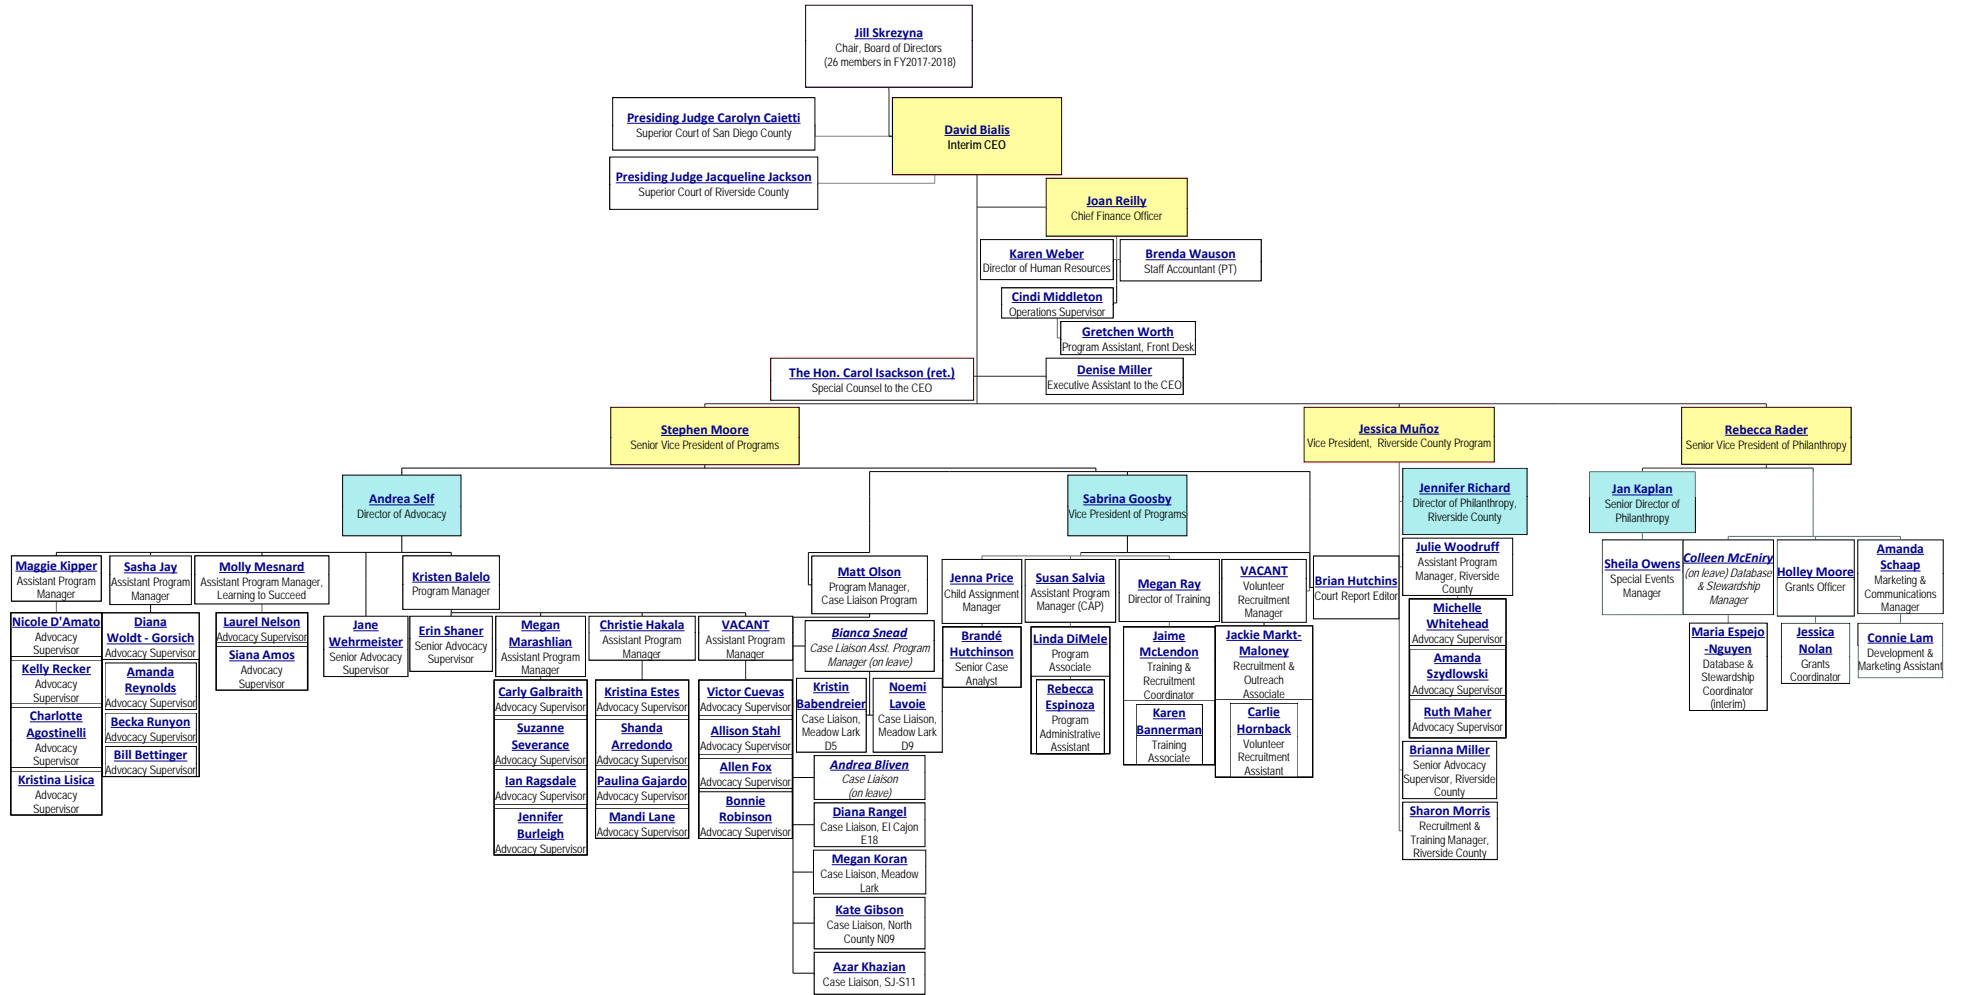 Jill Skrezyna
Chair, Board of Directors
(26 members in FY2017-2018)
Presiding Judge Carolyn Caietti
Superior Court of San Diego County
David Bialis
Interim CEO
Presiding Judge Jacqueline Jackson
Superior Court of Riverside County
Joan Reilly
Chief Finance Officer
Karen Weber
Director of Human Resources
Brenda Wauson
Staff Accountant (PT)
Cindi Middleton
Operations Supervisor
Gretchen Worth
Program Assistant, Front Desk
The Hon. Carol Isackson (ret.)
Special Counsel to the CEO
Denise Miller
Executive Assistant to the CEO
Stephen Moore
Senior Vice President of Programs
Jessica Muñoz
Vice President, Riverside County Program
Rebecca Rader
Senior Vice President of Philanthropy
Andrea Self
Director of Advocacy
Sabrina Goosby
Vice President of Programs
Jennifer Richard
Director of Philanthropy,
Riverside County
Jan Kaplan
Senior Director of
Philanthropy
Maggie Kipper
Assistant Program
Manager
Sasha Jay
Assistant Program
Manager
Molly Mesnard
Assistant Program Manager,
Learning to Succeed
Kristen Balelo
Program Manager
Matt Olson
Program Manager,
Case Liaison Program
Jenna Price
Child Assignment
Manager
Susan Salvia
Assistant Program
Manager (CAP)
Megan Ray
Director of Training
VACANT
Volunteer
Recruitment
Manager
Brian Hutchins
Court Report Editor
Julie Woodruff
Assistant Program
Manager, Riverside
County
Sheila Owens
Special Events
Manager
Colleen McEniry
(on leave) Database
& Stewardship
Manager
Holley Moore
Grants Officer
Amanda
Schaap
Marketing &
Communications
Manager
Nicole D'Amato
Advocacy
Supervisor
Kelly Recker
Advocacy
Supervisor
Charlotte
Agostinelli
Advocacy
Supervisor
Kristina Lisica
Advocacy
Supervisor
Diana
Woldt - Gorsich
Advocacy Supervisor
Amanda
Reynolds
Advocacy Supervisor
Becka Runyon
Advocacy Supervisor
Bill Bettinger
Advocacy Supervisor
Laurel Nelson
Advocacy Supervisor
Siana Amos
Advocacy
Supervisor
Jane
Wehrmeister
Senior Advocacy
Supervisor
Erin Shaner
Senior Advocacy
Supervisor
Megan
Marashlian
Assistant Program
Manager
Christie Hakala
Assistant Program
Manager
VACANT
Assistant Program
Manager
Carly Galbraith
Advocacy Supervisor
Suzanne
Severance
Advocacy Supervisor
Ian Ragsdale
Advocacy Supervisor
Jennifer
Burleigh
Advocacy Supervisor
Kristina Estes
Advocacy Supervisor
Shanda
Arredondo
Advocacy Supervisor
Paulina Gajardo
Advocacy Supervisor
Mandi Lane
Advocacy Supervisor
Victor Cuevas
Advocacy Supervisor
Allison Stahl
Advocacy Supervisor
Allen Fox
Advocacy Supervisor
Bonnie
Robinson
Advocacy Supervisor
Bianca Snead
Case Liaison Asst. Program
Manager (on leave)
Kristin
Babendreier
Case Liaison,
Meadow Lark
D5
Noemi
Lavoie
Case Liaison,
Meadow Lark
D9
Andrea Bliven
Case Liaison
(on leave)
Diana Rangel
Case Liaison, El Cajon
E18
Megan Koran
Case Liaison, Meadow
Lark
Kate Gibson
Case Liaison, North
County N09
Azar Khazian
Case Liaison, SJ-S11
Brandé
Hutchinson
Senior Case
Analyst
Linda DiMele
Program
Associate
Rebecca
Espinoza
Program
Administrative
Assistant
Jaime
McLendon
Training &
Recruitment
Coordinator
Karen
Bannerman
Training
Associate
Jackie Markt-
Maloney
Recruitment &
Outreach
Associate
Carlie
Hornback
Volunteer
Recruitment
Assistant
Michelle
Whitehead
Advocacy Supervisor
Amanda
Szydlowski
Advocacy Supervisor
Ruth Maher
Advocacy Supervisor
Brianna Miller
Senior Advocacy
Supervisor, Riverside
County
Sharon Morris
Recruitment &
Training Manager,
Riverside County
Maria Espejo
-Nguyen
Database &
Stewardship
Coordinator
(interim)
Jessica
Nolan
Grants
Coordinator
Connie Lam
Development &
Marketing Assistant